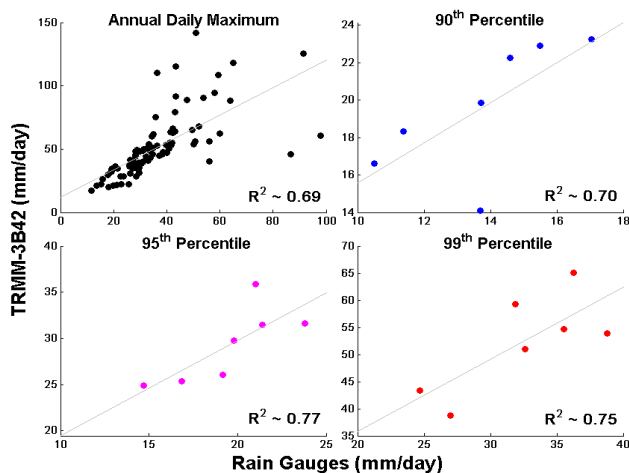 Annual Daily Maximum
90th Percentile
150
100
50
0
0 20 40 60 80 100
R2 ~ 0.69
24
22
20
18
16
14
10 12 14 16 18
R2 ~ 0.70
TRMM-3B42 (mm/day)
95th Percentile
99th Percentile
40
35
30
25
20
10 15 20 25
R2 ~ 0.77
70
65
60
55
50
45
40
35
20 25 30 35 40
R2 ~ 0.75
Rain Gauges (mm/day)